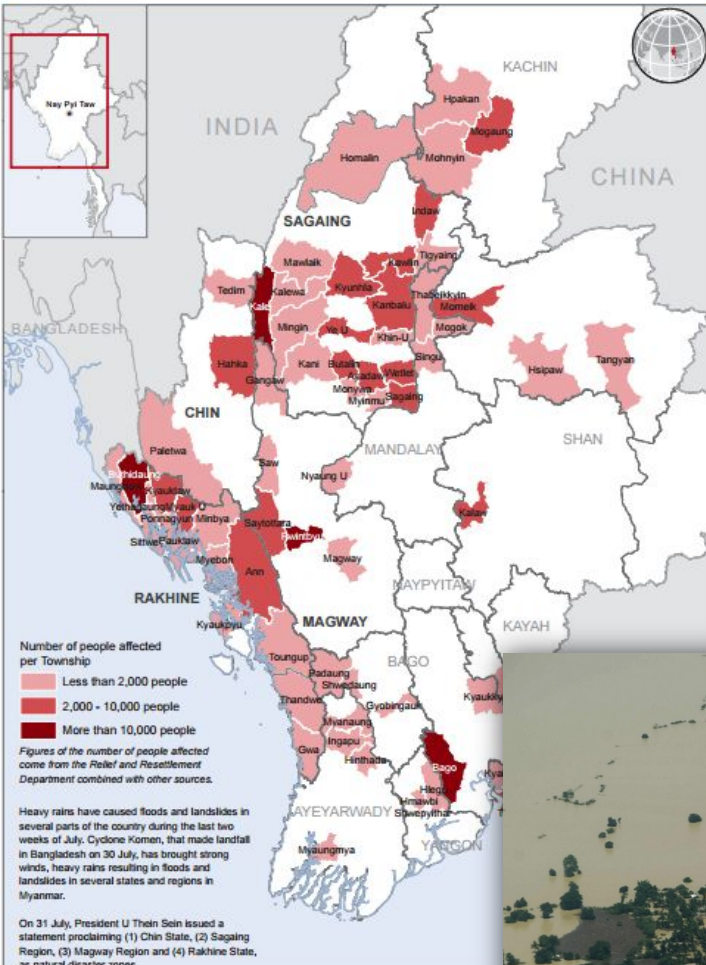 Nay Pyi Taw
KACHIN
Hpakan
Mogaung
INDIA
Homalin
Mohnyin
CHINA
SAGAING
Indaw
Mawlaik
Kawlin
Tigyaing
Tedim
Kale
Kalewa
Kyunhla
Kanbalu
Thabeikkyin
Momeik
BANGLADESH
Mingin
Ye U
Khin-U
Mogok
Hahka
Gangaw
Kani
Butalin
Wetlet
Singu
Hsipaw
Tangyan
Monywa
Sagaing
Myinmu
CHIN
Paletwa
MANDALAY
SHAN
Saw
Nyaung U
Buthidaung
Kyauktaw
Myauk U
Ponnagyun
Minbya
Kalaw
Sittwe
Pauktaw
Saytottara
Pwintbyu
Myebon
Magway
Ann
NAYPYITAW
RAKHINE
MAGWAY
KAYAH
Kyaukpyu
BAGO
Toungup
Padaung
Shwedaung
Thandwe
Gyobingauk
Myanaung
Gwa
Ingapu
Hinthada
Bago
Hmawbi
AYEYARWADY
Myaungmya
YANGON
Number of people affected
per Township
Less than 2,000 people
2,000 - 10,000 people
More than 10,000 people
Figures of the number of people affected
come from the Relief and Resettlement
Department combined with other sources.
Heavy rains have caused floods and landslides in
several parts of the country during the last two
weeks of July. Cyclone Komen, that made landfall
in Bangladesh on 30 July, has brought strong
winds, heavy rains resulting in floods and
landslides in several states and regions in
Myanmar.
On 31 July, President U Thein Sein issued a
statement proclaiming (1) Chin State, (2) Sagaing
Region, (3) Magway Region and (4) Rakhine State,
as natural disaster zones.